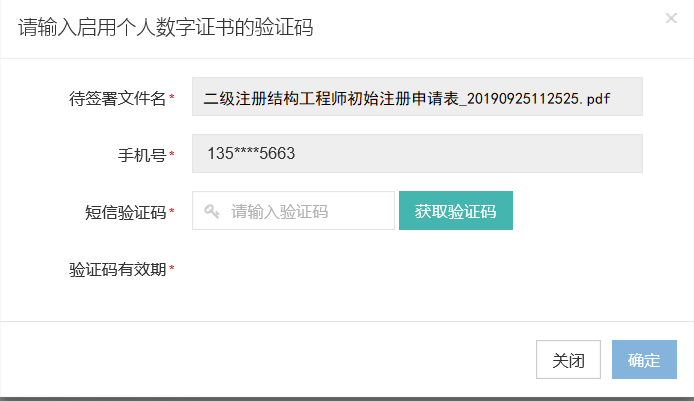 请输入启用个人数字证书的验证码 ×
待签署文件名* 二级注册结构工程师初始注册申请表_20190925112525.pdf
手机号* 135****5663
短信验证码* 请输入验证码 获取验证码
验证码有效期*
关闭 确定